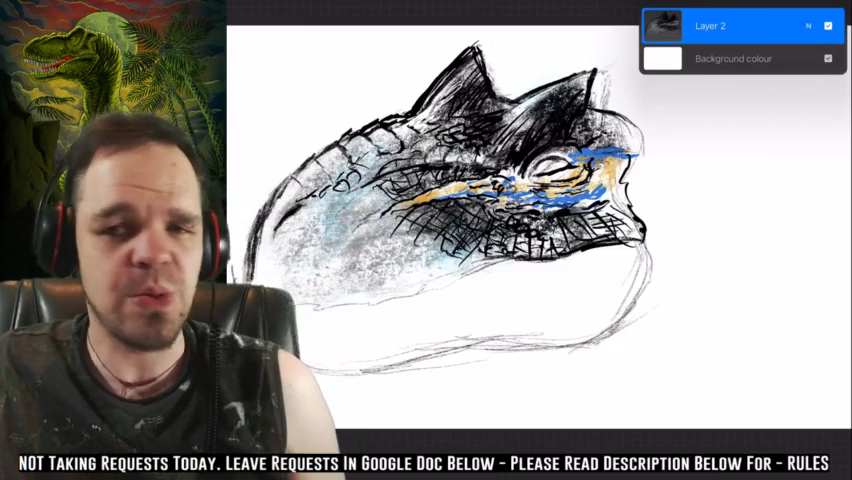 Layer 2 N
Background colour
NOT Taking Requests Today. Leave Requests In Google Doc Below - Please Read Description Below For - RULES